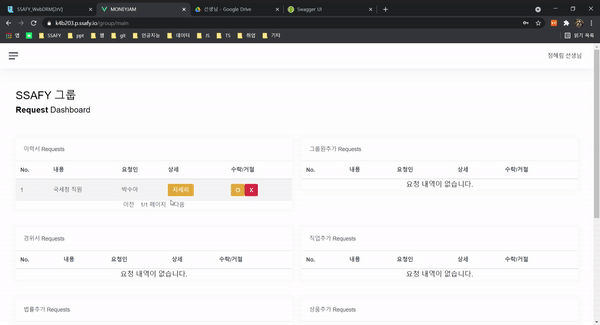 SSAFY_WebDRM[DtV]
MONEYIAM
선생님 - Google Drive
Swagger UI
k4b203.p.ssafy.io/group/main
앱
SSAFY
ppt
웹
git
인공지능
데이터
JS
TS
취업
기타
읽기 목록
정혜림 선생님
SSAFY 그룹
Request Dashboard
이력서 Requests
No. 내용 요청인 상세 수락/거절
1 국세청 직원 박수아 자세히 O X
이전 1/1 페이지 다음
그룹원추가 Requests
No. 내용 요청인 상세 수락/거절
요청 내역이 없습니다.
경위서 Requests
No. 내용 요청인 상세 수락/거절
요청 내역이 없습니다.
직업추가 Requests
No. 내용 요청인 상세 수락/거절
요청 내역이 없습니다.
법률추가 Requests
상품추가 Requests